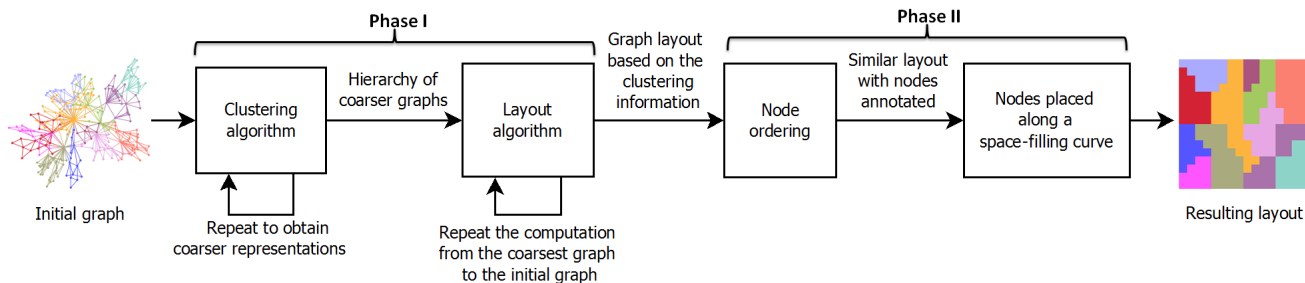 Phase I
Phase II
Initial graph
Clustering
algorithm
Repeat to obtain
coarser representations
Hierarchy of
coarser graphs
Layout
algorithm
Repeat the computation
from the coarsest graph
to the initial graph
Graph layout
based on the
clustering
information
Node
ordering
Similar layout
with nodes
annotated
Nodes placed
along a
space-filling curve
Resulting layout